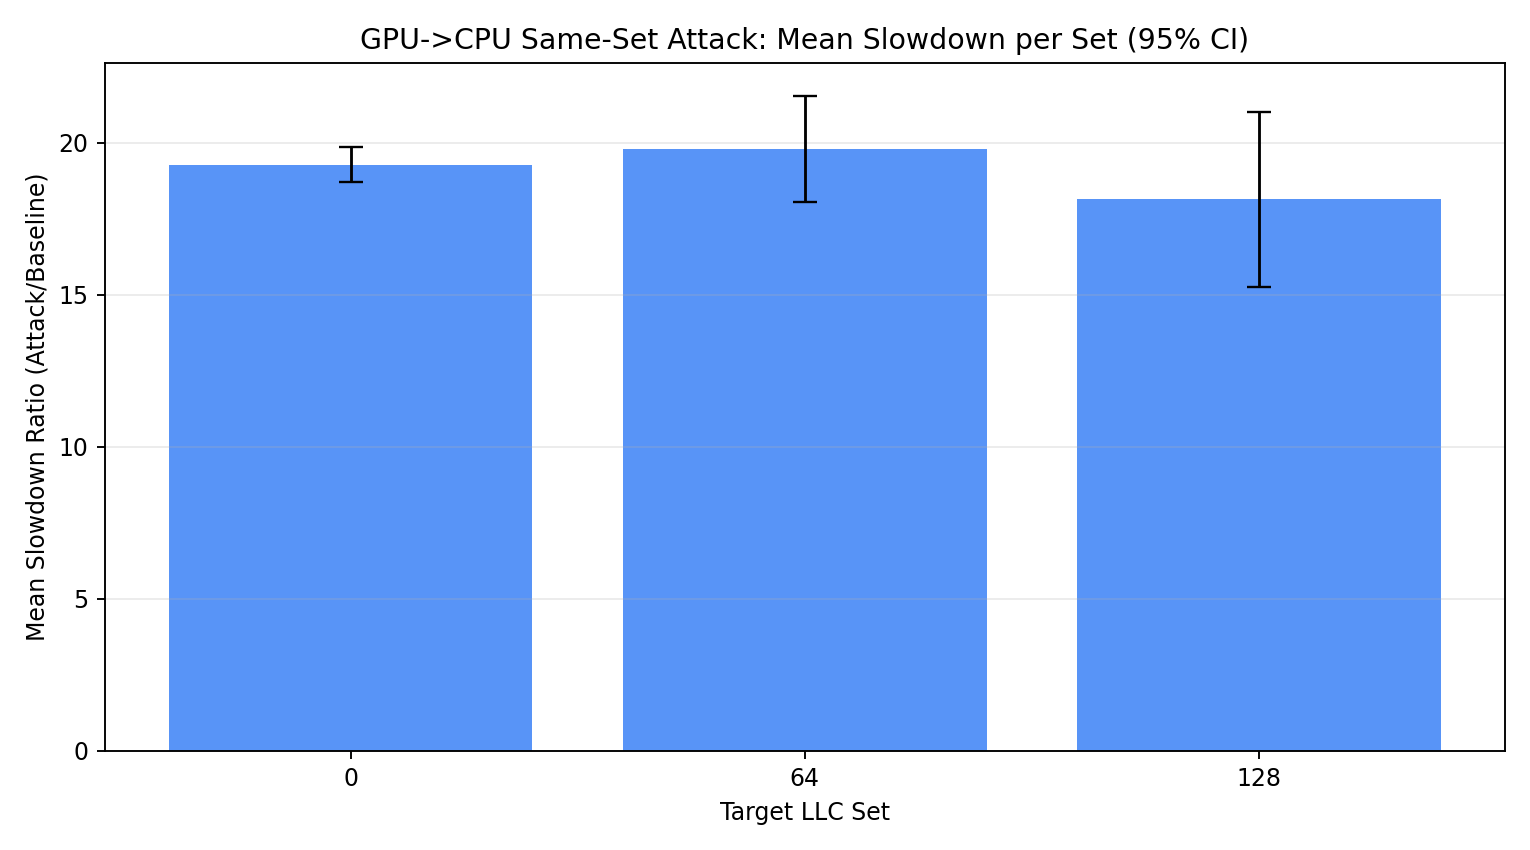 GPU->CPU Same-Set Attack: Mean Slowdown per Set (95% CI)
Mean Slowdown Ratio (Attack/Baseline)
20
15
10
5
0
0 64 128
Target LLC Set